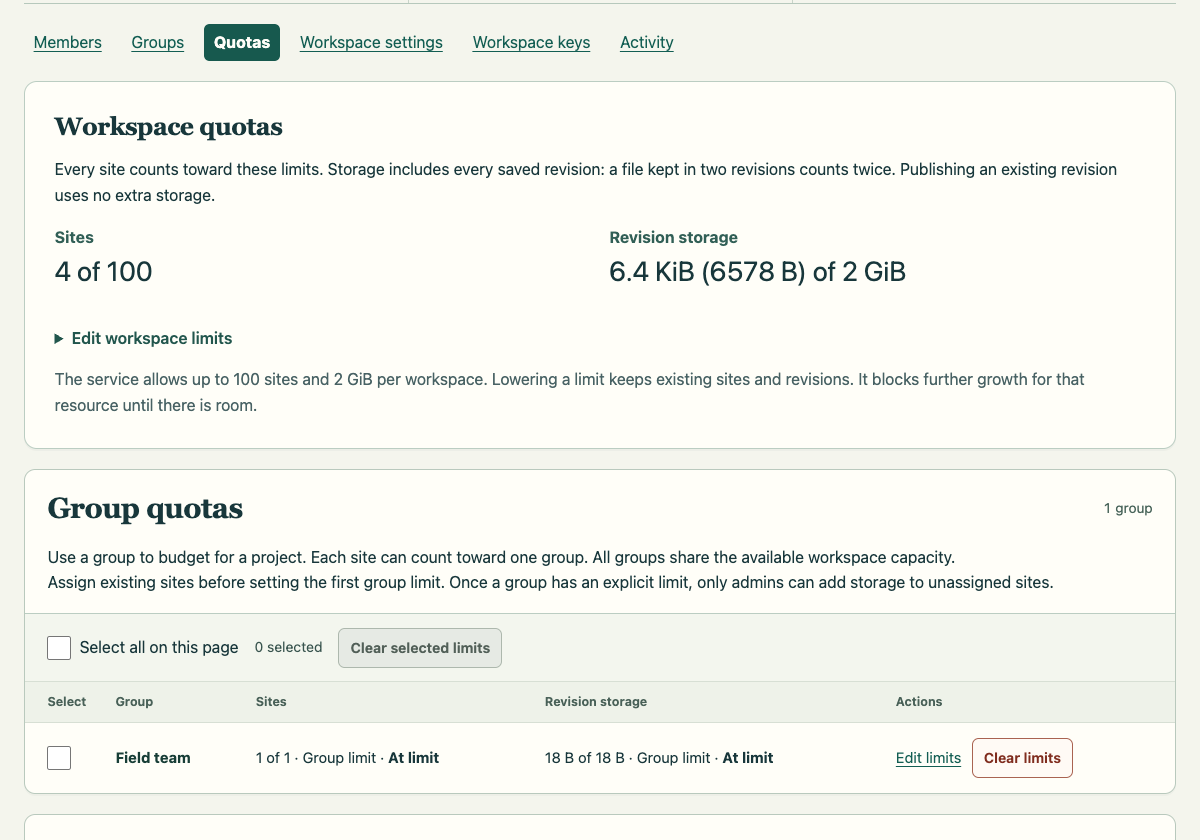 Members Groups Quotas Workspace settings Workspace keys Activity
Workspace quotas
Every site counts toward these limits. Storage includes every saved revision: a file kept in two revisions counts twice. Publishing an existing revision
uses no extra storage.
Sites Revision storage
4 of 100 6.4 KiB (6578 B) of 2 GiB
Edit workspace limits
The service allows up to 100 sites and 2 GiB per workspace. Lowering a limit keeps existing sites and revisions. It blocks further growth for that
resource until there is room.
Group quotas 1 group
Use a group to budget for a project. Each site can count toward one group. All groups share the available workspace capacity.
Assign existing sites before setting the first group limit. Once a group has an explicit limit, only admins can add storage to unassigned sites.
Select all on this page 0 selected Clear selected limits
Select Group Sites Revision storage Actions
Field team 1 of 1 · Group limit · At limit 18 B of 18 B · Group limit · At limit Edit limits Clear limits